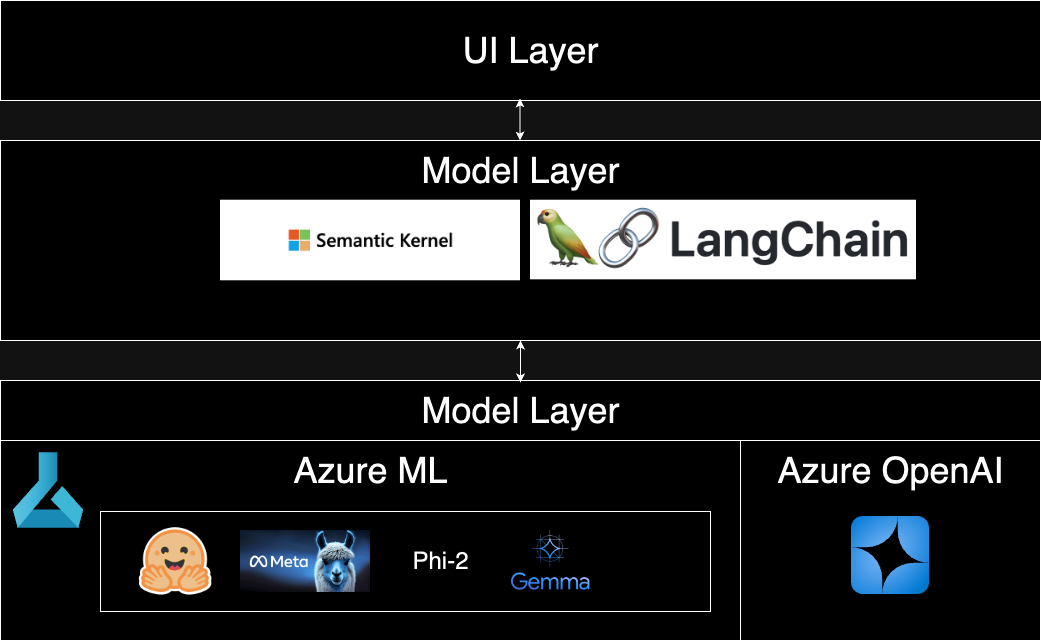 UI Layer
Model Layer
Semantic Kernel
LangChain
Model Layer
Azure ML
Azure OpenAI
Meta
Phi-2
Gemma